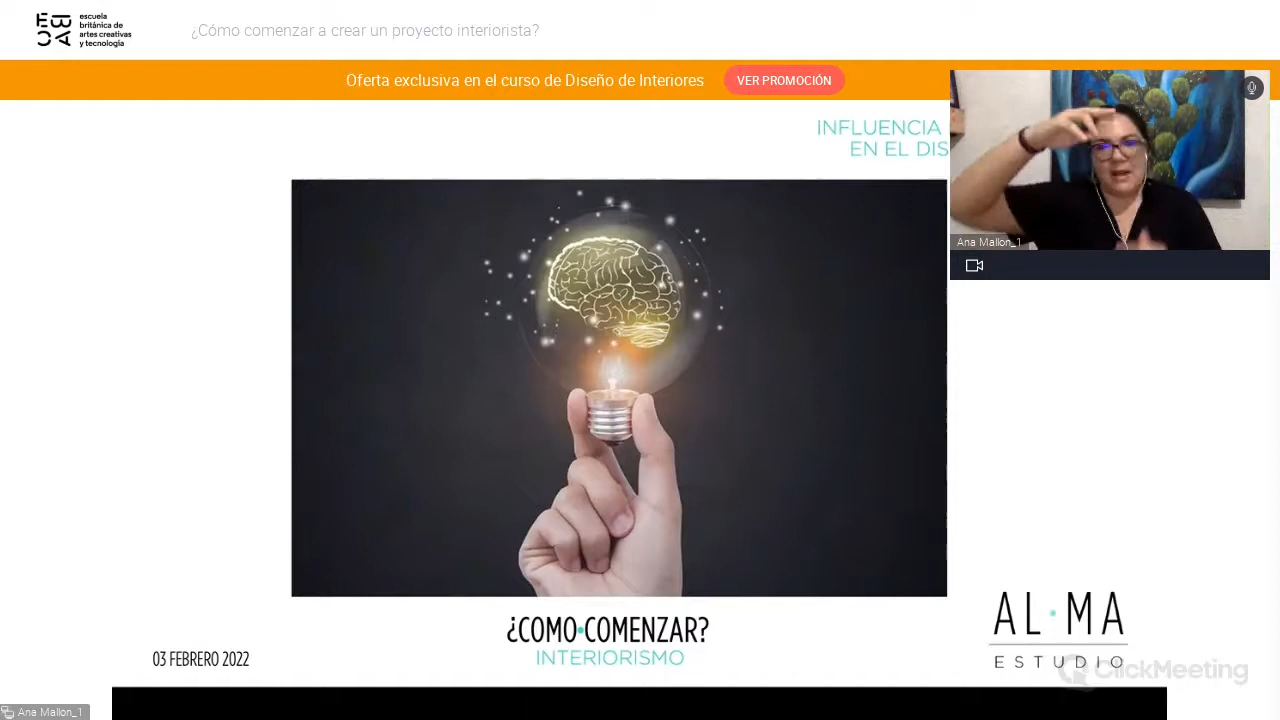 escuela
británica de
artes creativas
y tecnología
EBAC
¿Cómo comenzar a crear un proyecto interiorista?
Oferta exclusiva en el curso de Diseño de Interiores
VER PROMOCIÓN
INFLUENCIA
EN EL DIS
Ana Mallon_1
¿COMO•COMENZAR?
INTERIORISMO
03 FEBRERO 2022
AL•MA
ESTUDIO
ClickMeeting
Ana Mallon_1